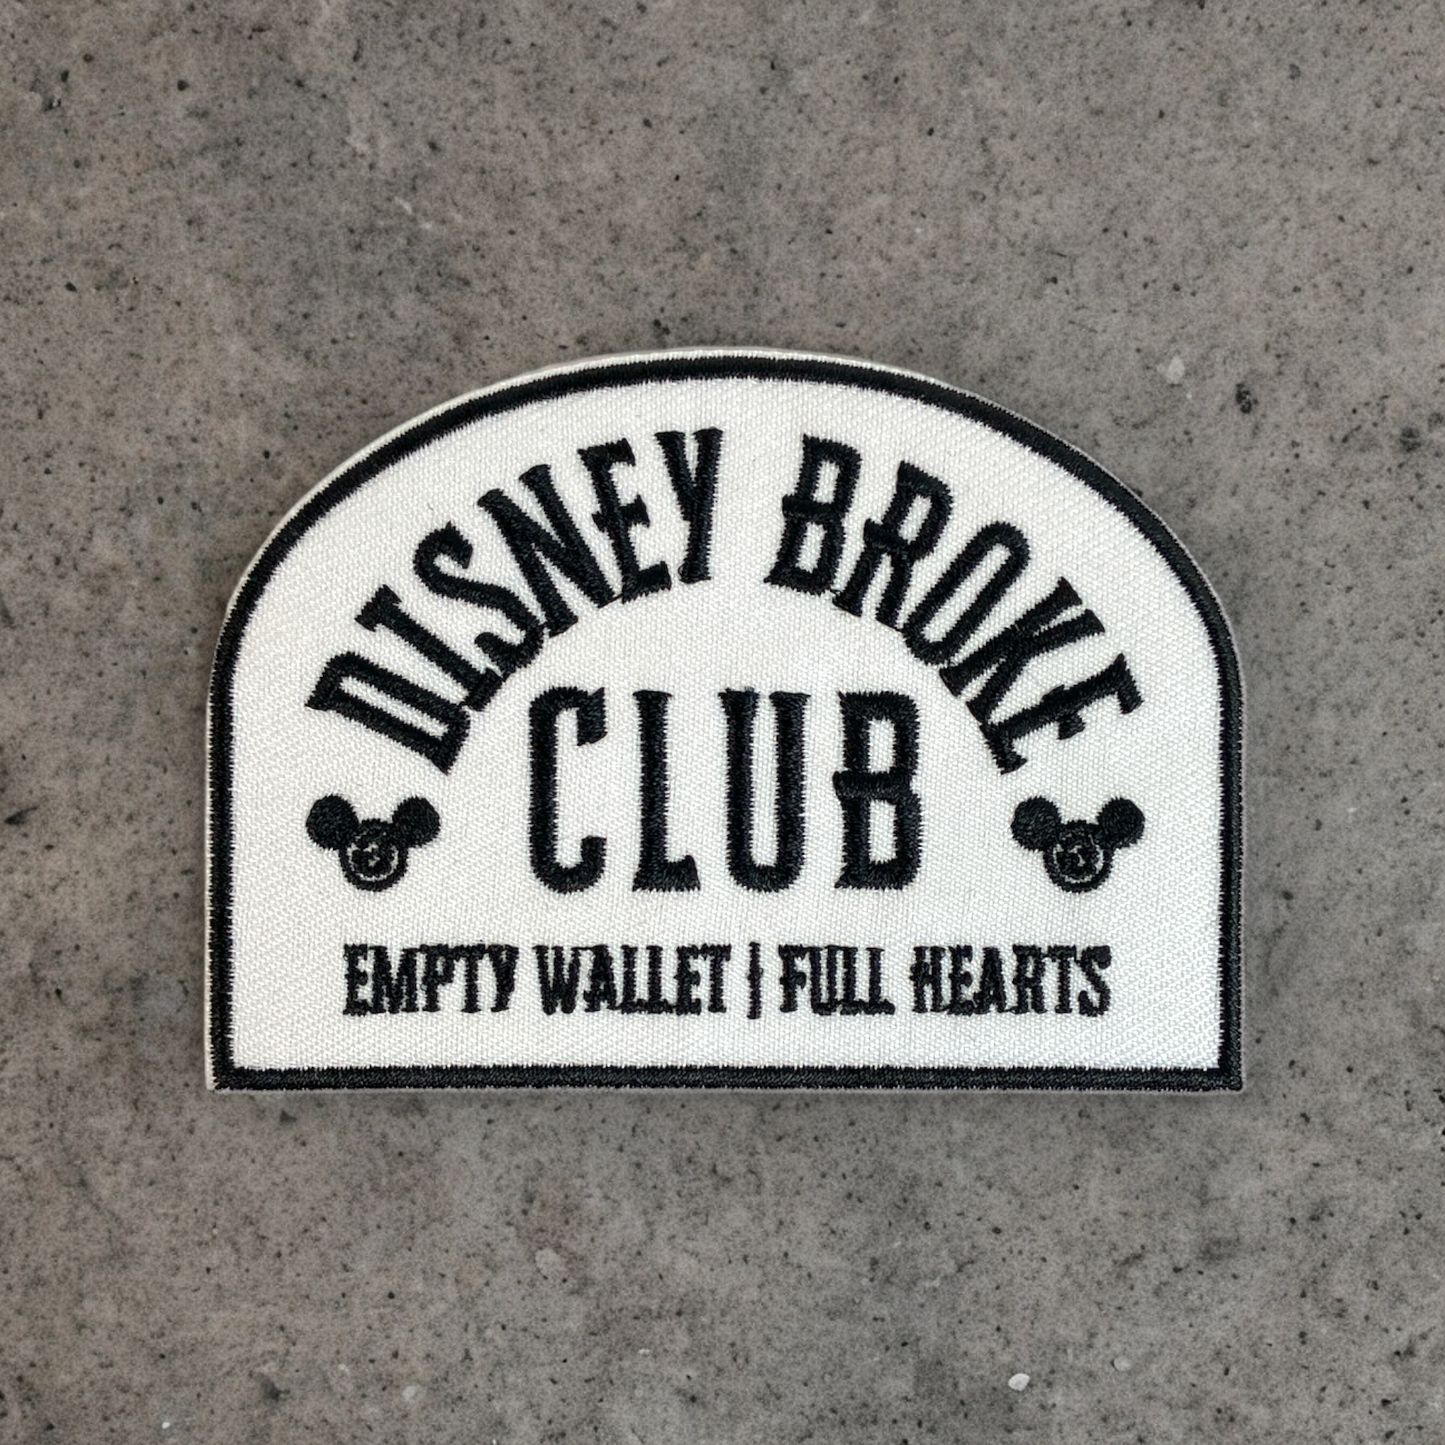 DISNEY BROKE
CLUB
EMPTY WALLET | FULL HEARTS